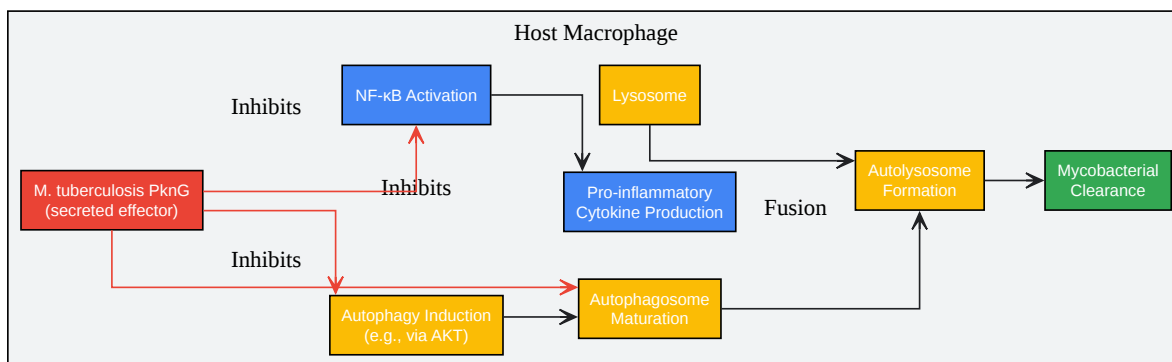 Host Macrophage
NF-κB Activation
Lysosome
Inhibits
M. tuberculosis PknG
(secreted effector)
Inhibits
Pro-inflammatory
Cytokine Production
Fusion
Autolysosome
Formation
Mycobacterial
Clearance
Inhibits
Autophagy Induction
(e.g., via AKT)
Autophagosome
Maturation